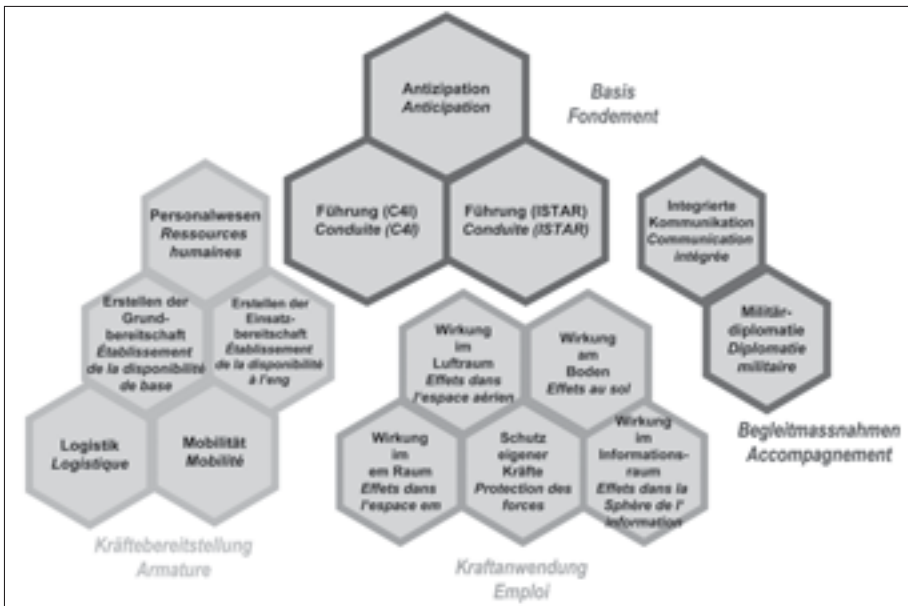 Antizipation
Anticipation
Basis
Fondement
Führung (C4I)
Conduite (C4I)
Führung (ISTAR)
Conduite (ISTAR)
Personalwesen
Ressources
humaines
Erstellen der
Grund-
bereitschaft
Établissement
de la disponibilité
de base
Erstellen der
Einsatz-
bereitschaft
Établissement
de la disponibilité
à l'eng
Logistik
Logistique
Mobilität
Mobilité
Kräftebereitstellung
Armature
Wirkung
im
Luftraum
Effets dans
l'espace aérien
Wirkung
am
Boden
Effets au sol
Wirkung
im
em Raum
Effets dans
l'espace em
Schutz
eigener
Kräfte
Protection des
forces
Wirkung
im
Informations-
raum
Effets dans la
Sphère de l'
information
Kraftanwendung
Emploi
Integrierte
Kommunikation
Communication
intégrée
Militär-
diplomatie
Diplomatie
militaire
Begleitmassnahmen
Accompagnement